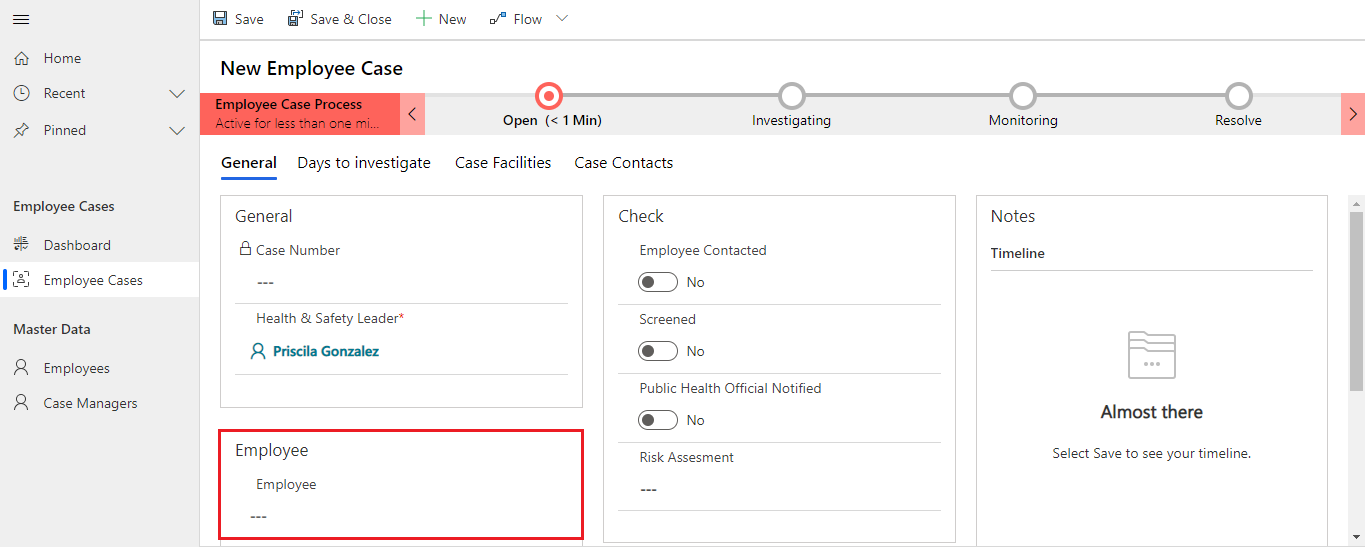 Save
Save & Close
New
Flow
Home
Recent
Pinned
Employee Cases
Dashboard
Employee Cases
Master Data
Employees
Case Managers
New Employee Case
Employee Case Process
Active for less than one mi...
Open (< 1 Min)
Investigating
Monitoring
Resolve
General
Days to investigate
Case Facilities
Case Contacts
General
Case Number
---
Health & Safety Leader*
Priscila Gonzalez
Employee
Employee
---
Check
Employee Contacted
No
Screened
No
Public Health Official Notified
No
Risk Assesment
---
Notes
Timeline
Almost there
Select Save to see your timeline.